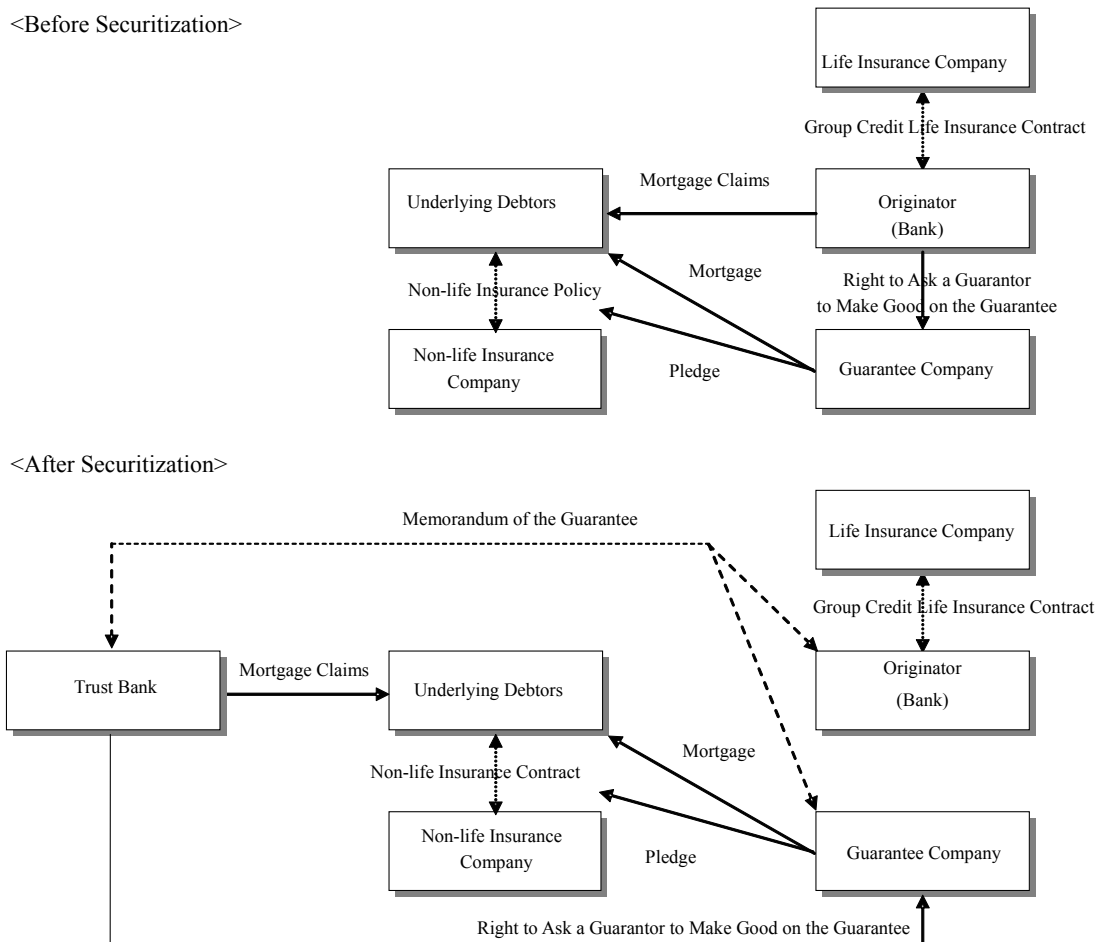 <Before Securitization>
Life Insurance Company
Group Credit Life Insurance Contract
Mortgage Claims
Underlying Debtors
Originator
(Bank)
Mortgage
Right to Ask a Guarantor
to Make Good on the Guarantee
Non-life Insurance Policy
Non-life Insurance
Company
Pledge
Guarantee Company
<After Securitization>
Memorandum of the Guarantee
Life Insurance Company
Group Credit Life Insurance Contract
Trust Bank
Mortgage Claims
Underlying Debtors
Originator
(Bank)
Mortgage
Non-life Insurance Contract
Non-life Insurance
Company
Pledge
Guarantee Company
Right to Ask a Guarantor to Make Good on the Guarantee